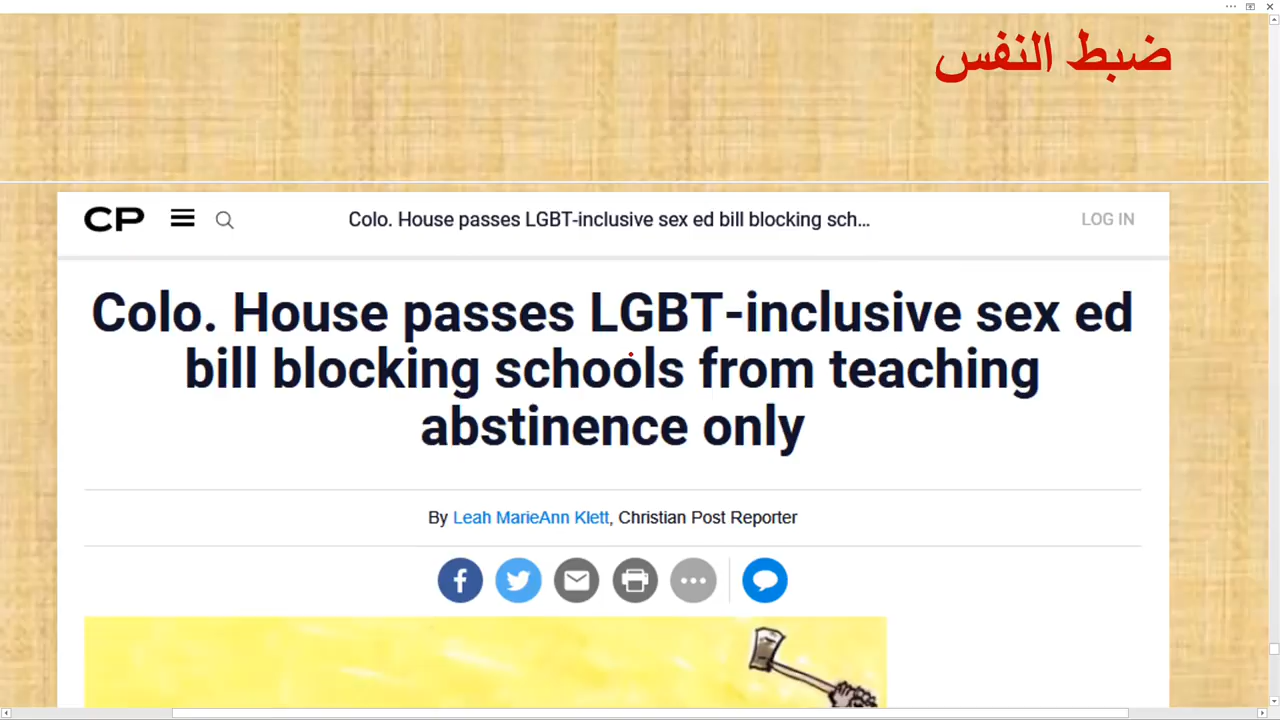 ضبط النفس
CP
Colo. House passes LGBT-inclusive sex ed bill blocking sch...
LOG IN
Colo. House passes LGBT-inclusive sex ed
bill blocking schools from teaching
abstinence only
By Leah MarieAnn Klett, Christian Post Reporter